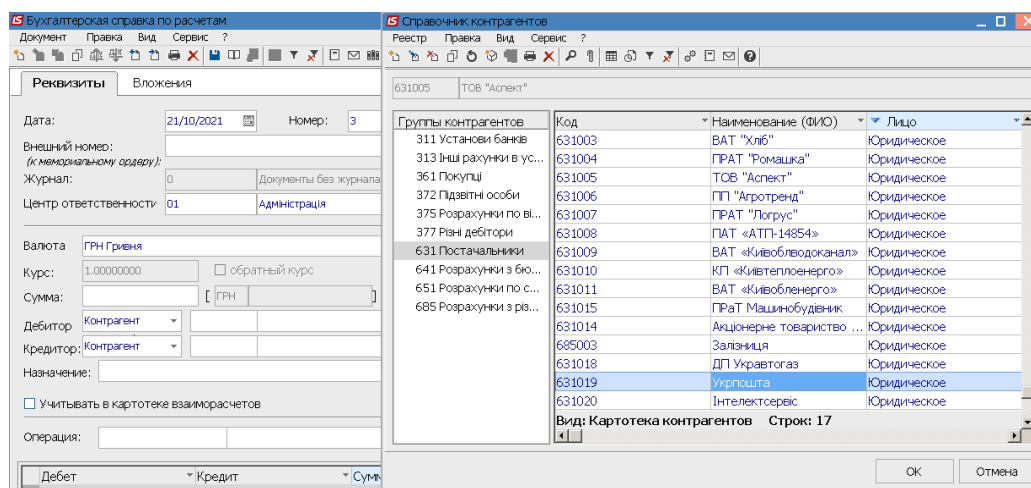 Бухгалтерская справка по расчетам
Документ Правка Вид Сервис ?
Реквизиты Вложения
Дата: 21/10/2021 Номер: 3
Внешний номер:
(к мемориальному ордеру):
Журнал: 0 Документы без журнала
Центр ответственности 01 Адміністрація
Валюта ГРН Гривня
Курс: 1.00000000 обратный курс
Сумма: [ ГРН ]
Дебитор Контрагент
Кредитор: Контрагент
Назначение:
Учитывать в картотеке взаиморасчетов
Операция:
Дебет Кредит Сумм
Справочник контрагентов
Реестр Правка Вид Сервис ?
631005 ТОВ "Аспект"
Группы контрагентов
311 Установи банків
313 Інші рахунки в ус...
361 Покупці
372 Підзвітні особи
375 Розрахунки по ві...
377 Різні дебітори
631 Постачальники
641 Розрахунки з бю...
651 Розрахунки по с...
685 Розрахунки з різ...
Код Наименование (ФИО) Лицо
631003 ВАТ "Хліб" Юридическое
631004 ПРАТ "Ромашка" Юридическое
631005 ТОВ "Аспект" Юридическое
631006 ПП "Агротренд" Юридическое
631007 ПРАТ "Логрус" Юридическое
631008 ПАТ «АТП-14854» Юридическое
631009 ВАТ «Київоблводоканал» Юридическое
631010 КП «Київтеплоенерго» Юридическое
631011 ВАТ «Київобленерго» Юридическое
631015 ПРаТ Машинобудівник Юридическое
631014 Акціонерне товариство ... Юридическое
685003 Залізниця Юридическое
631018 ДП Укравтогаз Юридическое
631019 Укрпошта Юридическое
631020 Інтелектсервіс Юридическое
Вид: Картотека контрагентов Строк: 17
OK Отмена